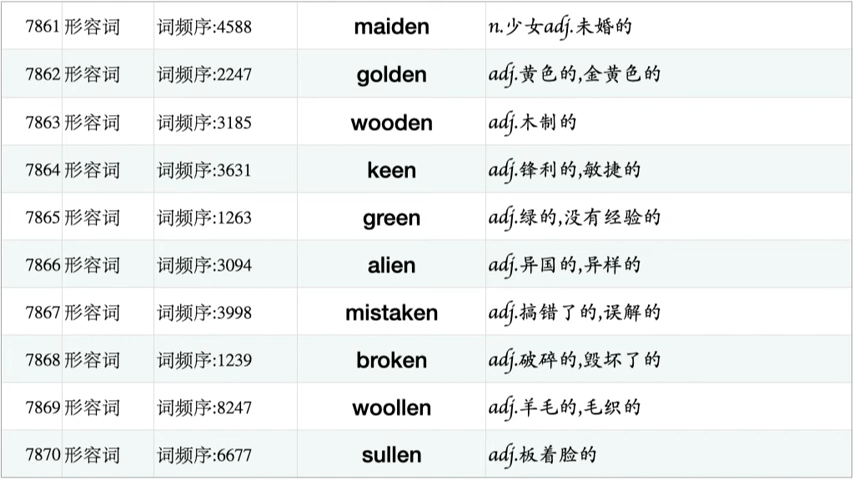 7861 形容词 词频序:4588 maiden n.少女adj.未婚的
7862 形容词 词频序:2247 golden adj.黄色的,金黄色的
7863 形容词 词频序:3185 wooden adj.木制的
7864 形容词 词频序:3631 keen adj.锋利的,敏捷的
7865 形容词 词频序:1263 green adj.绿的,没有经验的
7866 形容词 词频序:3094 alien adj.异国的,异样的
7867 形容词 词频序:3998 mistaken adj.搞错了的,误解的
7868 形容词 词频序:1239 broken adj.破碎的,毁坏了的
7869 形容词 词频序:8247 woollen adj.羊毛的,毛织的
7870 形容词 词频序:6677 sullen adj.板着脸的